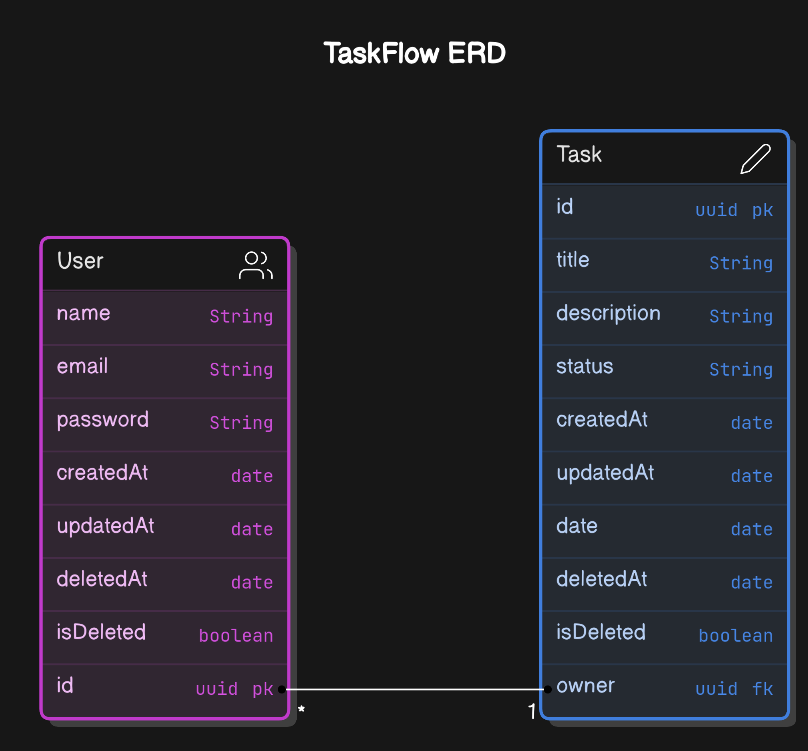 TaskFlow ERD
User
name String
email String
password String
createdAt date
updatedAt date
deletedAt date
isDeleted boolean
id uuid pk
*
1
Task
id uuid pk
title String
description String
status String
createdAt date
updatedAt date
date date
deletedAt date
isDeleted boolean
owner uuid fk